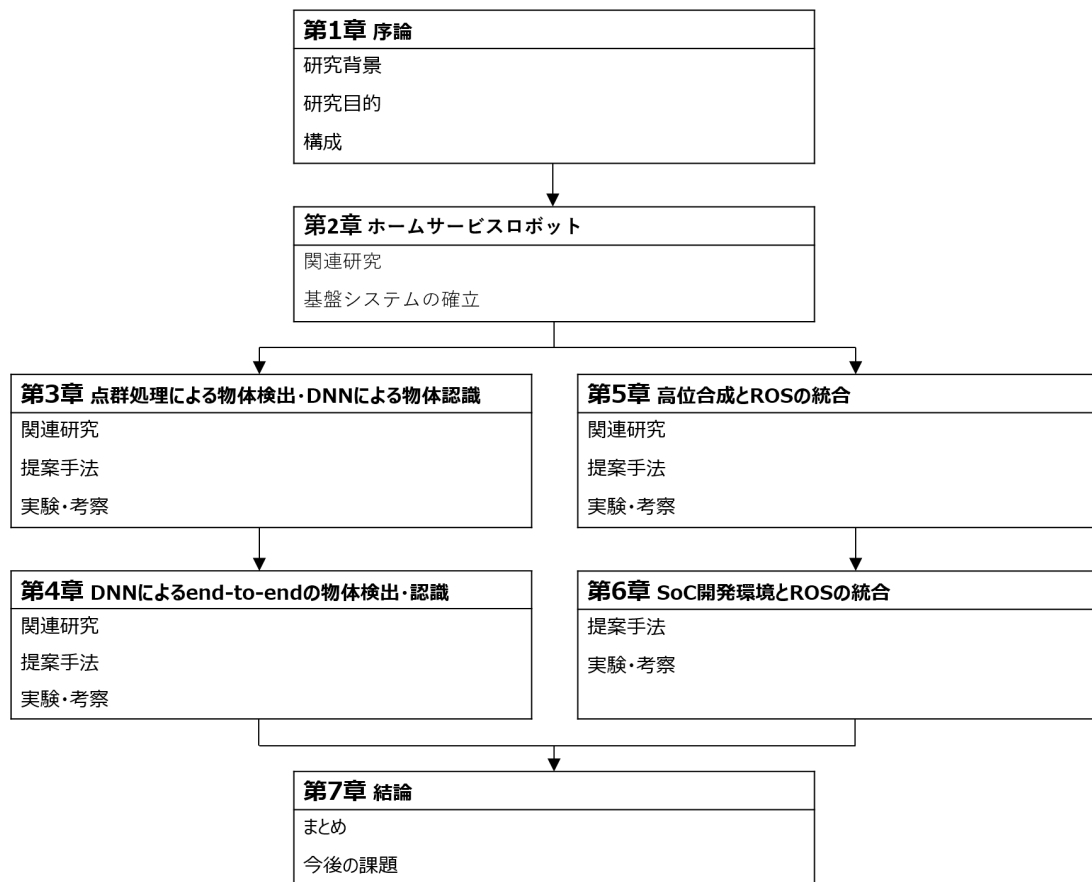 第1章 序論
研究背景
研究目的
構成
第2章 ホームサービスロボット
関連研究
基盤システムの確立
第3章 点群処理による物体検出・DNNによる物体認識
関連研究
提案手法
実験・考察
第4章 DNNによるend-to-endの物体検出・認識
関連研究
提案手法
実験・考察
第5章 高位合成とROSの統合
関連研究
提案手法
実験・考察
第6章 SoC開発環境とROSの統合
提案手法
実験・考察
第7章 結論
まとめ
今後の課題